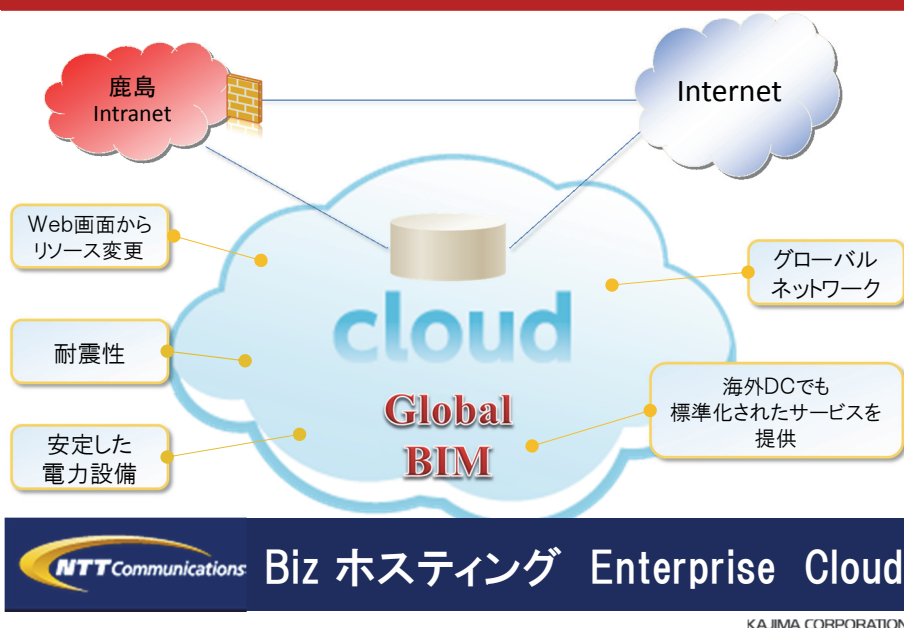 鹿島
Intranet
Internet
Web画面から
リソース変更
グローバル
ネットワーク
cloud
耐震性
Global
BIM
海外DCでも
標準化されたサービスを
提供
安定した
電力設備
NTT Communications
Biz ホスティング Enterprise Cloud
KAJIMA CORPORATION